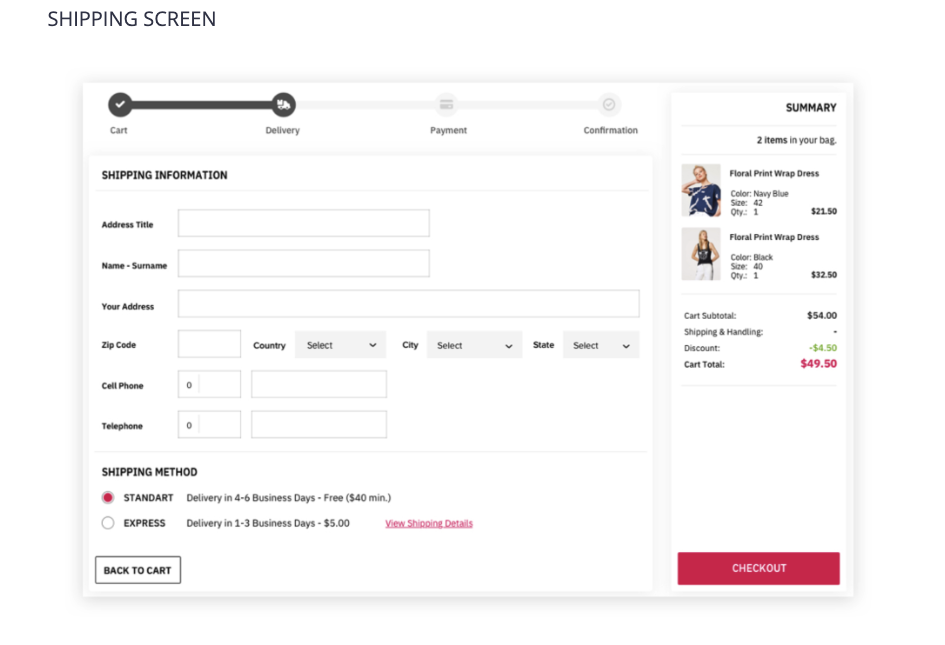 SHIPPING SCREEN
Cart
Delivery
Payment
Confirmation
SHIPPING INFORMATION
Address Title
Name - Surname
Your Address
Zip Code
Country Select
City Select
State Select
Cell Phone 0
Telephone 0
SHIPPING METHOD
STANDART Delivery in 4-6 Business Days - Free ($40 min.)
EXPRESS Delivery in 1-3 Business Days - $5.00 View Shipping Details
BACK TO CART
SUMMARY
2 items in your bag.
Floral Print Wrap Dress
Color: Navy Blue
Size: 42
Qty.: 1 $21.50
Floral Print Wrap Dress
Color: Black
Size: 40
Qty.: 1 $32.50
Cart Subtotal: $54.00
Shipping & Handling: -
Discount: -$4.50
Cart Total: $49.50
CHECKOUT